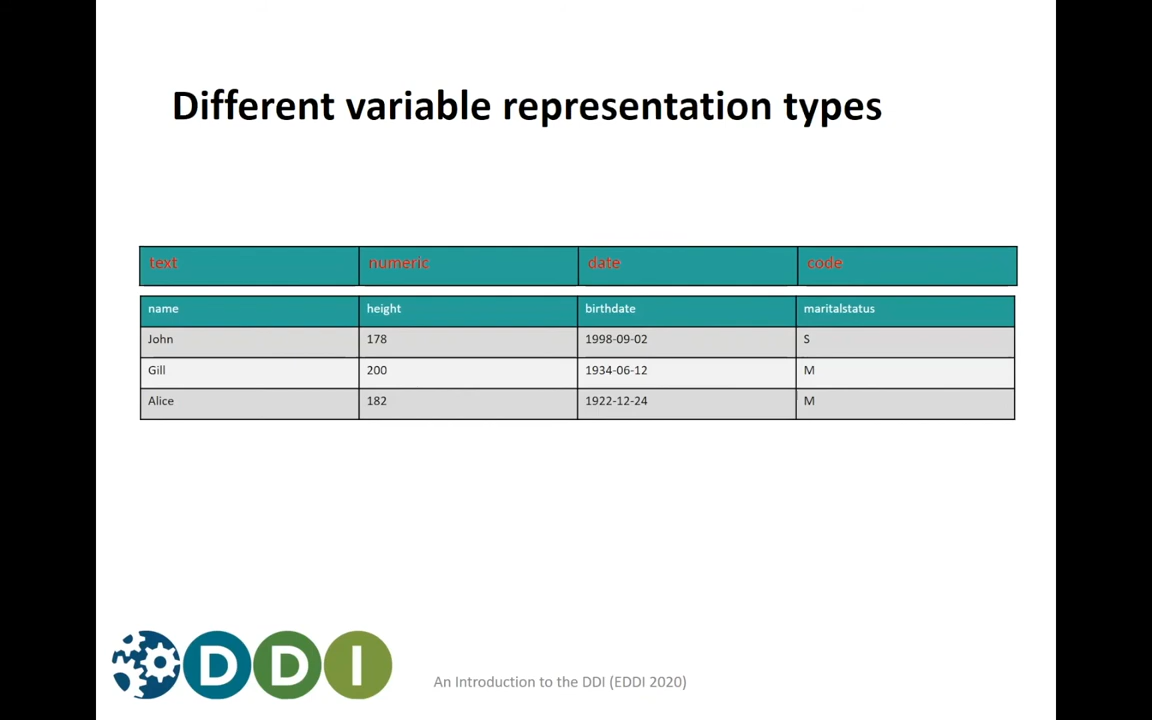 Different variable representation types
text numeric date code
name height birthdate maritalstatus
John 178 1998-09-02 S
Gill 200 1934-06-12 M
Alice 182 1922-12-24 M
DDI
An Introduction to the DDI (EDDI 2020)